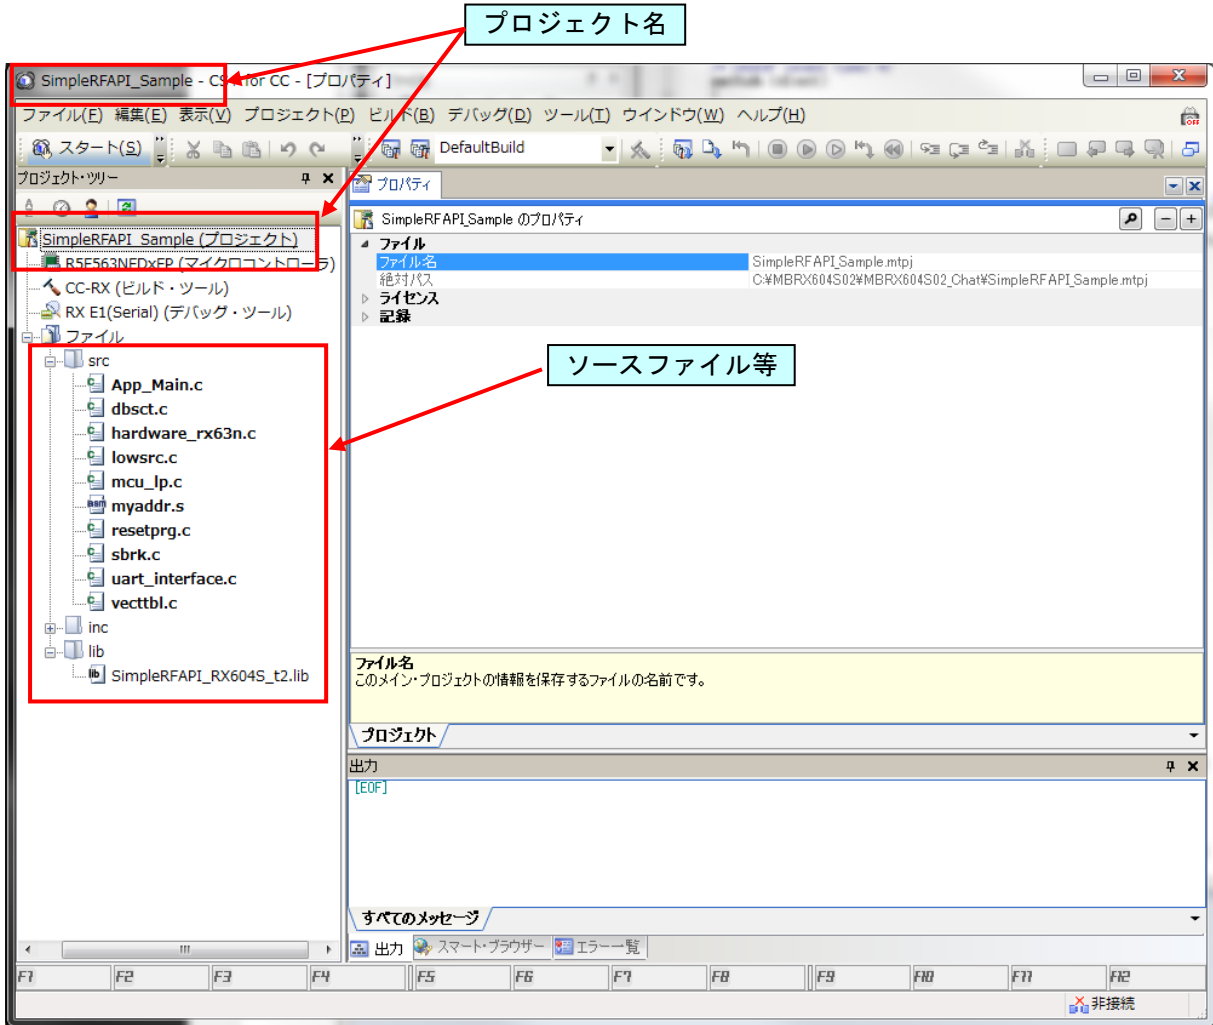 プロジェクト名
SimpleRFAPI_Sample - CS+ for CC - [プロパティ]
ファイル(F) 編集(E) 表示(V) プロジェクト(P) ビルド(B) デバッグ(D) ツール(T) ウインドウ(W) ヘルプ(H)
OFF
スタート(S) DefaultBuild
プロジェクト・ツリー
プロパティ
SimpleRFAPI_Sample のプロパティ
SimpleRFAPI_Sample (プロジェクト)
R5F563NFDxFP (マイクロコントローラ)
CC-RX (ビルド・ツール)
RX E1(Serial) (デバッグ・ツール)
ファイル
src
App_Main.c
dbsct.c
hardware_rx63n.c
lowsrc.c
mcu_lp.c
myaddr.s
resetprg.c
sbrk.c
uart_interface.c
vecttbl.c
inc
lib
SimpleRFAPI_RX604S_t2.lib
ファイル
ファイル名 SimpleRFAPI_Sample.mtpj
絶対パス C:¥MBRX604S02¥MBRX604S02_Chat¥SimpleRFAPI_Sample.mtpj
ライセンス
記録
ソースファイル等
ファイル名
このメイン・プロジェクトの情報を保存するファイルの名前です。
プロジェクト
出力
[EOF]
すべてのメッセージ
出力 スマート・ブラウザー エラー一覧
F1 F2 F3 F4 F5 F6 F7 F8 F9 F10 F11 F12
非接続